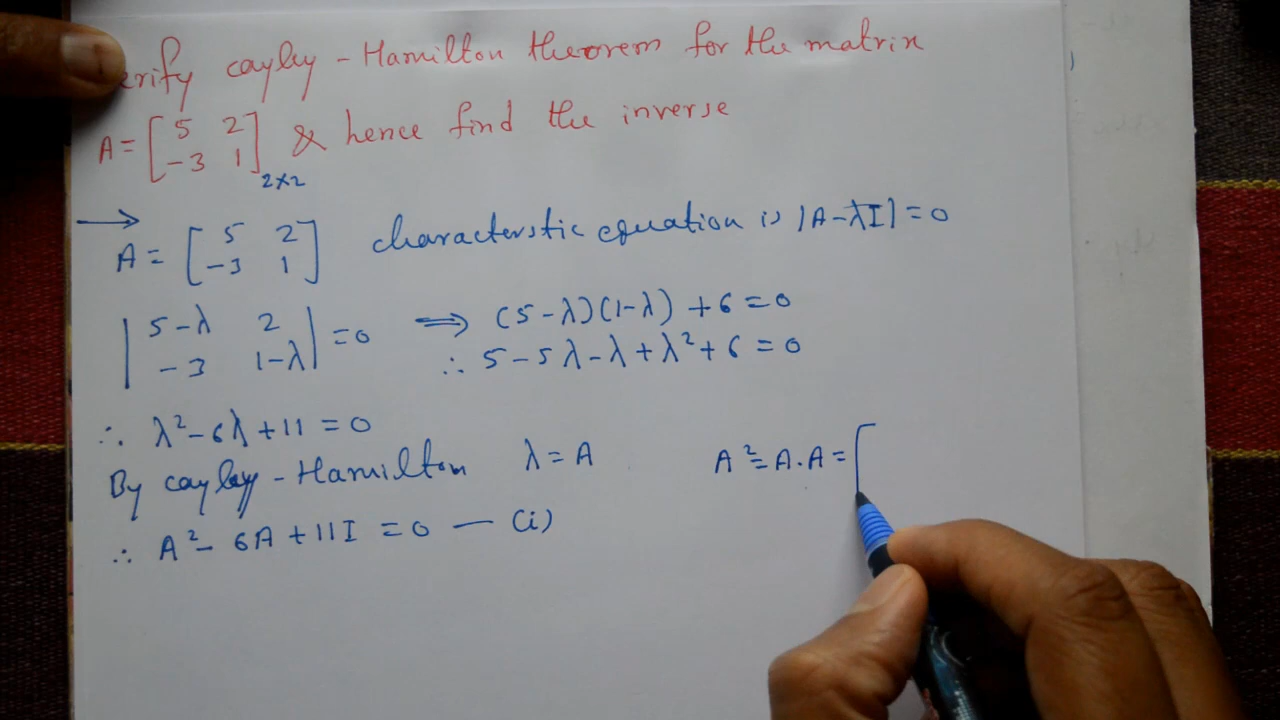 erify cayley - Hamilton theorem for the matrix
A = [ 5 2 -3 1 ] & hence find the inverse
2×2
→ A = [ 5 2 -3 1 ] characterstic equation is |A-λI| = 0
| 5-λ 2 -3 1-λ | = 0 ⇒ (5-λ)(1-λ) + 6 = 0
∴ 5-5λ-λ+λ²+6 = 0
∴ λ²-6λ+11 = 0
By cayley - Hamilton λ = A A² = A.A = [
∴ A² - 6A + 11I = 0 — (i)